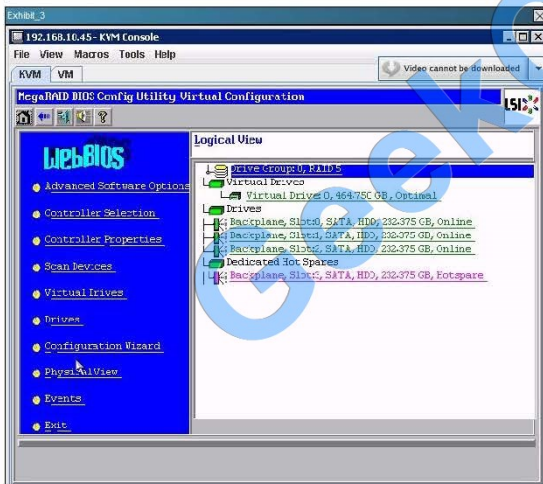 Exhibit_3
192.168.10.45- KVM Console
File View Macros Tools Help
KVM VM
Video cannot be downloaded
MegaRAID BIOS Config Utility Virtual Configuration
LSI
WebBIOS
Advanced Software Options
Controller Selection
Controller Properties
Scan Devices
Virtual Drives
Drives
Configuration Wizard
Physical View
Events
Exit
Logical View
Drive Group: 0, RAID 5
Virtual Drives
Virtual Drive: 0, 464.750 GB, Optimal
Drives
Backplane, Slot:0, SATA, HDD, 232.375 GB, Online
Backplane, Slot:1, SATA, HDD, 232.375 GB, Online
Backplane, Slot:2, SATA, HDD, 232.375 GB, Online
Dedicated Hot Spares
Backplane, Slot: SATA, HDD, 232.375 GB, Hotspare
Geek